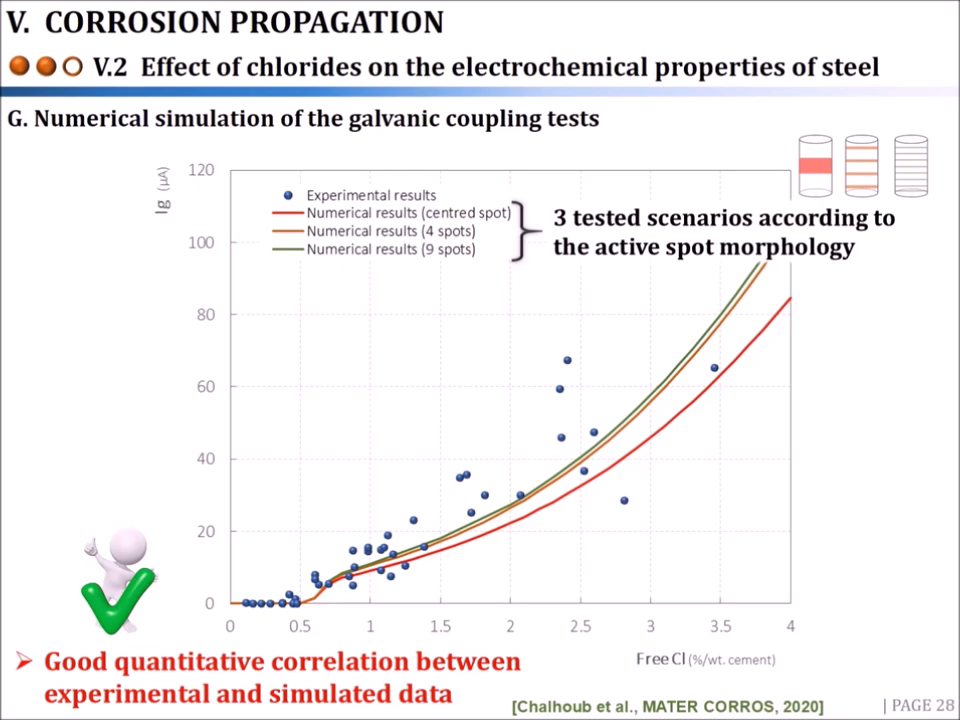 V. CORROSION PROPAGATION
V.2 Effect of chlorides on the electrochemical properties of steel
G. Numerical simulation of the galvanic coupling tests
Ig (µA)
120
100
80
60
40
20
0
Experimental results
Numerical results (centred spot)
Numerical results (4 spots)
Numerical results (9 spots)
3 tested scenarios according to
the active spot morphology
0 0.5 1 1.5 2 2.5 3 3.5 4
Free Cl (%/wt. cement)
➢ Good quantitative correlation between
experimental and simulated data
[Chalhoub et al., MATER CORROS, 2020]
| PAGE 28